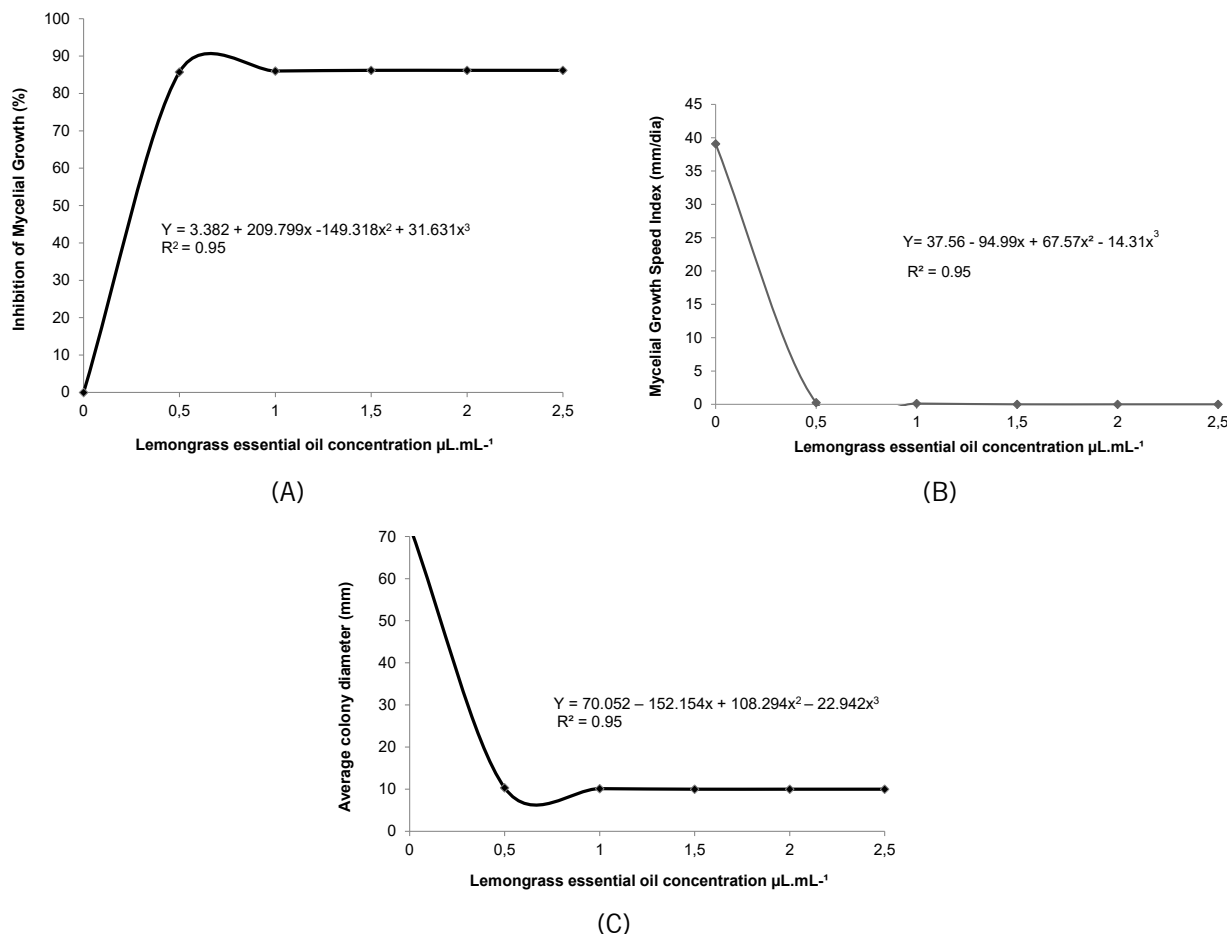 100
90
80
70
60
50
40
30
20
10
0
Inhibition of Mycelial Growth (%)
Y = 3.382 + 209.799x -149.318x² + 31.631x³
R² = 0.95
0 0,5 1 1,5 2 2,5
Lemongrass essential oil concentration µL.mL-¹
(A)
45
40
35
30
25
20
15
10
5
0
Mycelial Growth Speed Index (mm/dia)
Y= 37.56 - 94.99x + 67.57x² - 14.31x³
R² = 0.95
0 0,5 1 1,5 2 2,5
Lemongrass essential oil concentration µL.mL-¹
(B)
70
60
50
40
30
20
10
0
Average colony diameter (mm)
Y = 70.052 – 152.154x + 108.294x² – 22.942x³
R² = 0.95
0 0,5 1 1,5 2 2,5
Lemongrass essential oil concentration µL.mL-¹
(C)